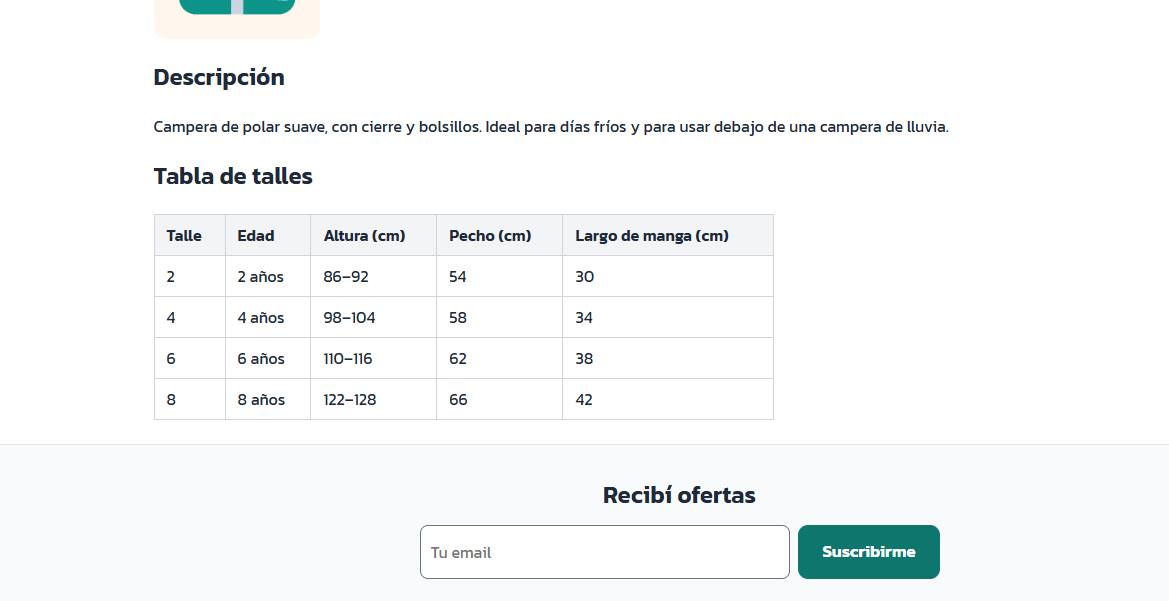 Descripción
Campera de polar suave, con cierre y bolsillos. Ideal para días fríos y para usar debajo de una campera de lluvia.
Tabla de talles
Talle Edad Altura (cm) Pecho (cm) Largo de manga (cm)
2 2 años 86–92 54 30
4 4 años 98–104 58 34
6 6 años 110–116 62 38
8 8 años 122–128 66 42
Recibí ofertas
Tu email Suscribirme